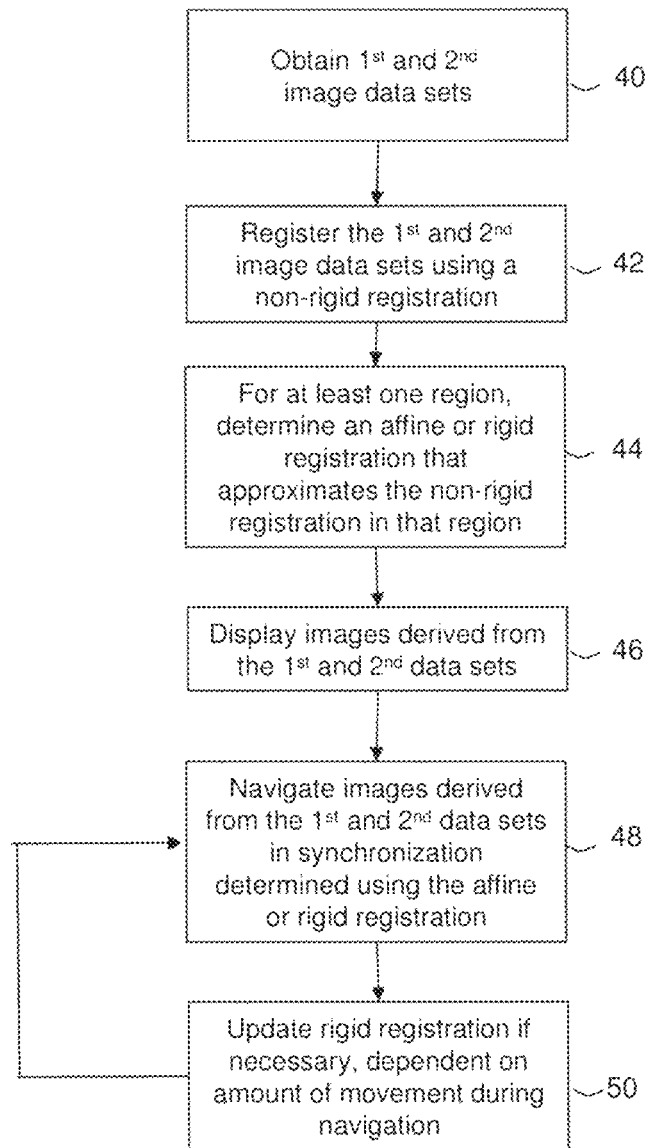 Obtain 1st and 2nd
image data sets
40
Register the 1st and 2nd
image data sets using a
non-rigid registration
42
For at least one region,
determine an affine or rigid
registration that
approximates the non-rigid
registration in that region
44
Display images derived from
the 1st and 2nd data sets
46
Navigate images derived
from the 1st and 2nd data sets
in synchronization
determined using the affine
or rigid registration
48
Update rigid registration if
necessary, dependent on
amount of movement during
navigation
50